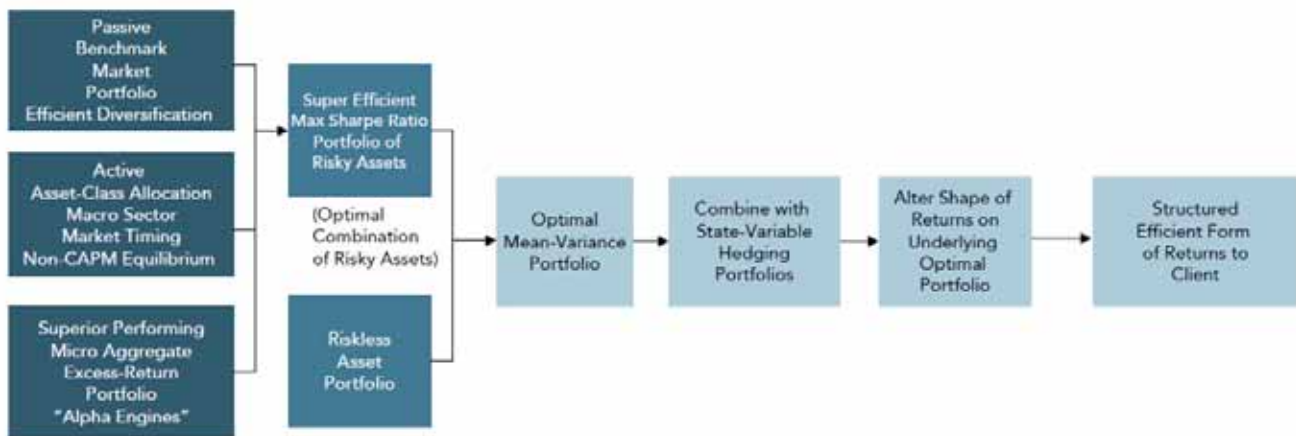 Passive
Benchmark
Market
Portfolio
Efficient Diversification
Active
Asset-Class Allocation
Macro Sector
Market Timing
Non-CAPM Equilibrium
Superior Performing
Micro Aggregate
Excess-Return
Portfolio
"Alpha Engines"
Super Efficient
Max Sharpe Ratio
Portfolio of
Risky Assets
(Optimal
Combination
of Risky Assets)
Riskless
Asset
Portfolio
Optimal
Mean-Variance
Portfolio
Combine with
State-Variable
Hedging
Portfolios
Alter Shape of
Returns on
Underlying
Optimal
Portfolio
Structured
Efficient Form
of Returns to
Client